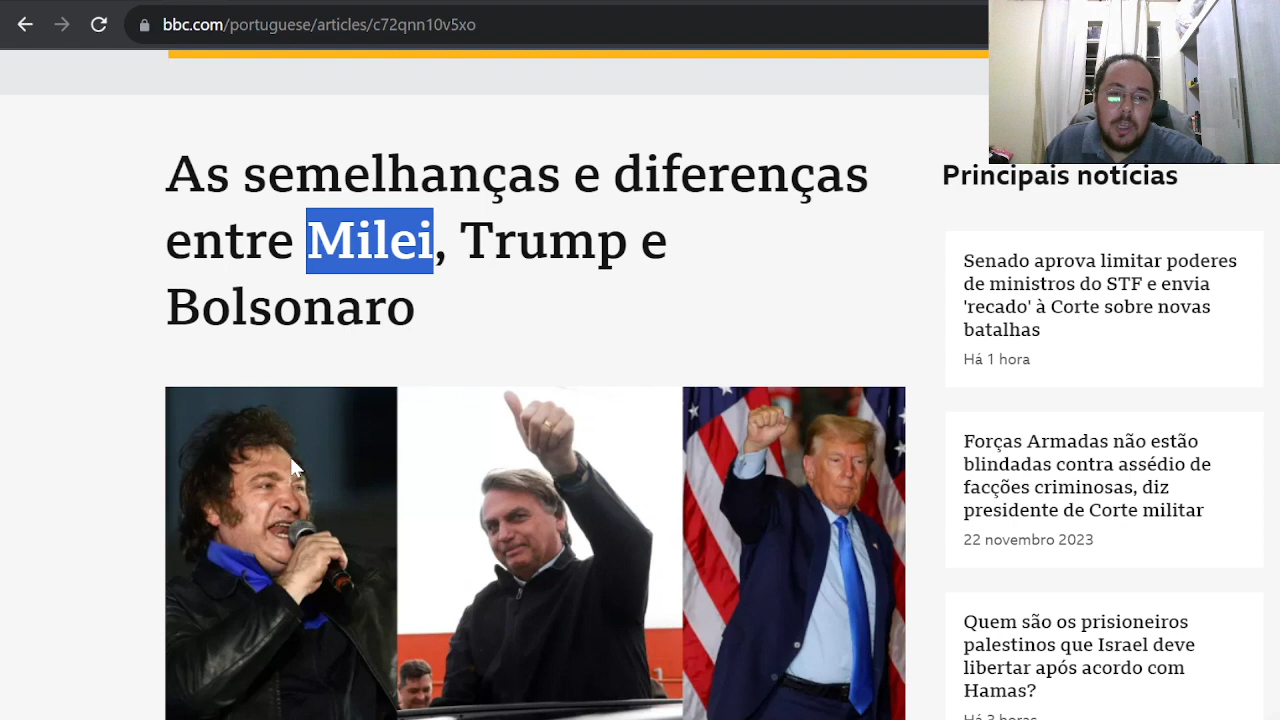 bbc.com/portuguese/articles/c72qnn10v5xo
As semelhanças e diferenças
entre Milei, Trump e
Bolsonaro
Principais notícias
Senado aprova limitar poderes
de ministros do STF e envia
'recado' à Corte sobre novas
batalhas
Há 1 hora
Forças Armadas não estão
blindadas contra assédio de
facções criminosas, diz
presidente de Corte militar
22 novembro 2023
Quem são os prisioneiros
palestinos que Israel deve
libertar após acordo com
Hamas?
Há 3 horas